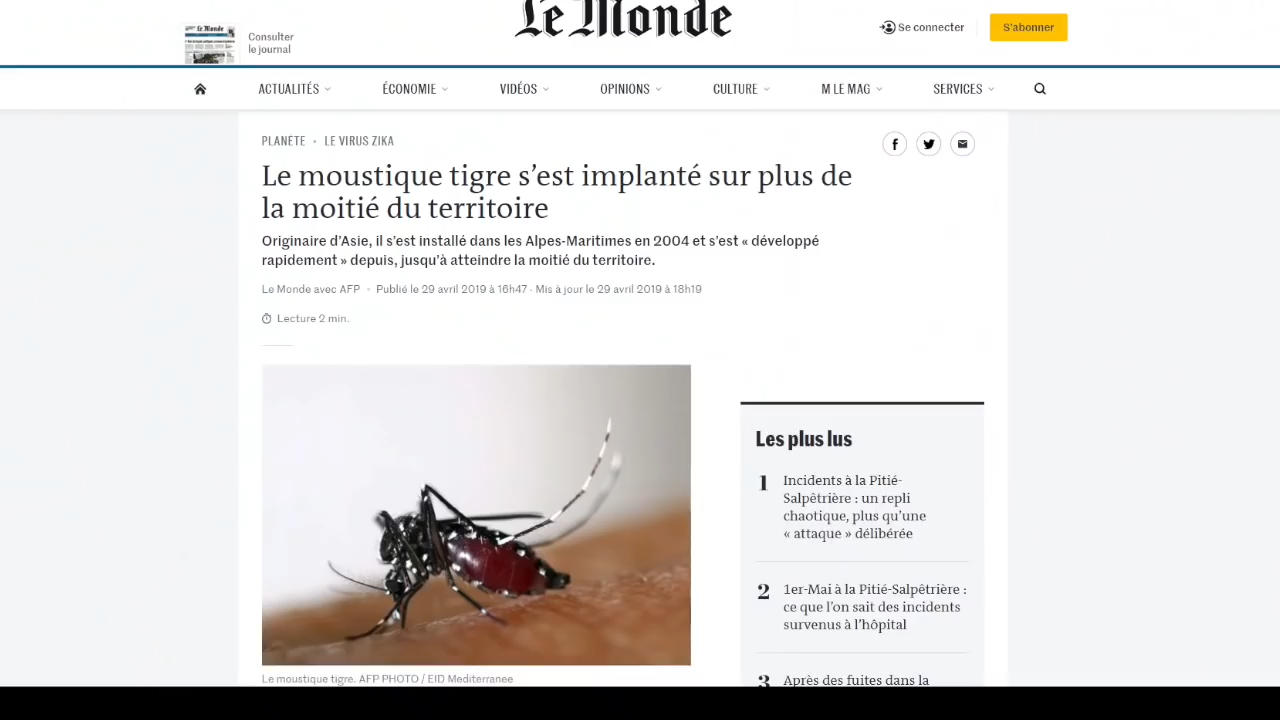 Le Monde
Consulter
le journal
Se connecter
S'abonner
ACTUALITÉS
ÉCONOMIE
VIDÉOS
OPINIONS
CULTURE
M LE MAG
SERVICES
PLANÈTE • LE VIRUS ZIKA
Le moustique tigre s’est implanté sur plus de
la moitié du territoire
Originaire d’Asie, il s’est installé dans les Alpes-Maritimes en 2004 et s’est « développé
rapidement » depuis, jusqu’à atteindre la moitié du territoire.
Le Monde avec AFP • Publié le 29 avril 2019 à 16h47 - Mis à jour le 29 avril 2019 à 18h19
Lecture 2 min.
Le moustique tigre. AFP PHOTO / EID Mediterranee
Les plus lus
1 Incidents à la Pitié-
Salpêtrière : un repli
chaotique, plus qu’une
« attaque » délibérée
2 1er-Mai à la Pitié-Salpêtrière :
ce que l’on sait des incidents
survenus à l’hôpital
3 Après des fuites dans la